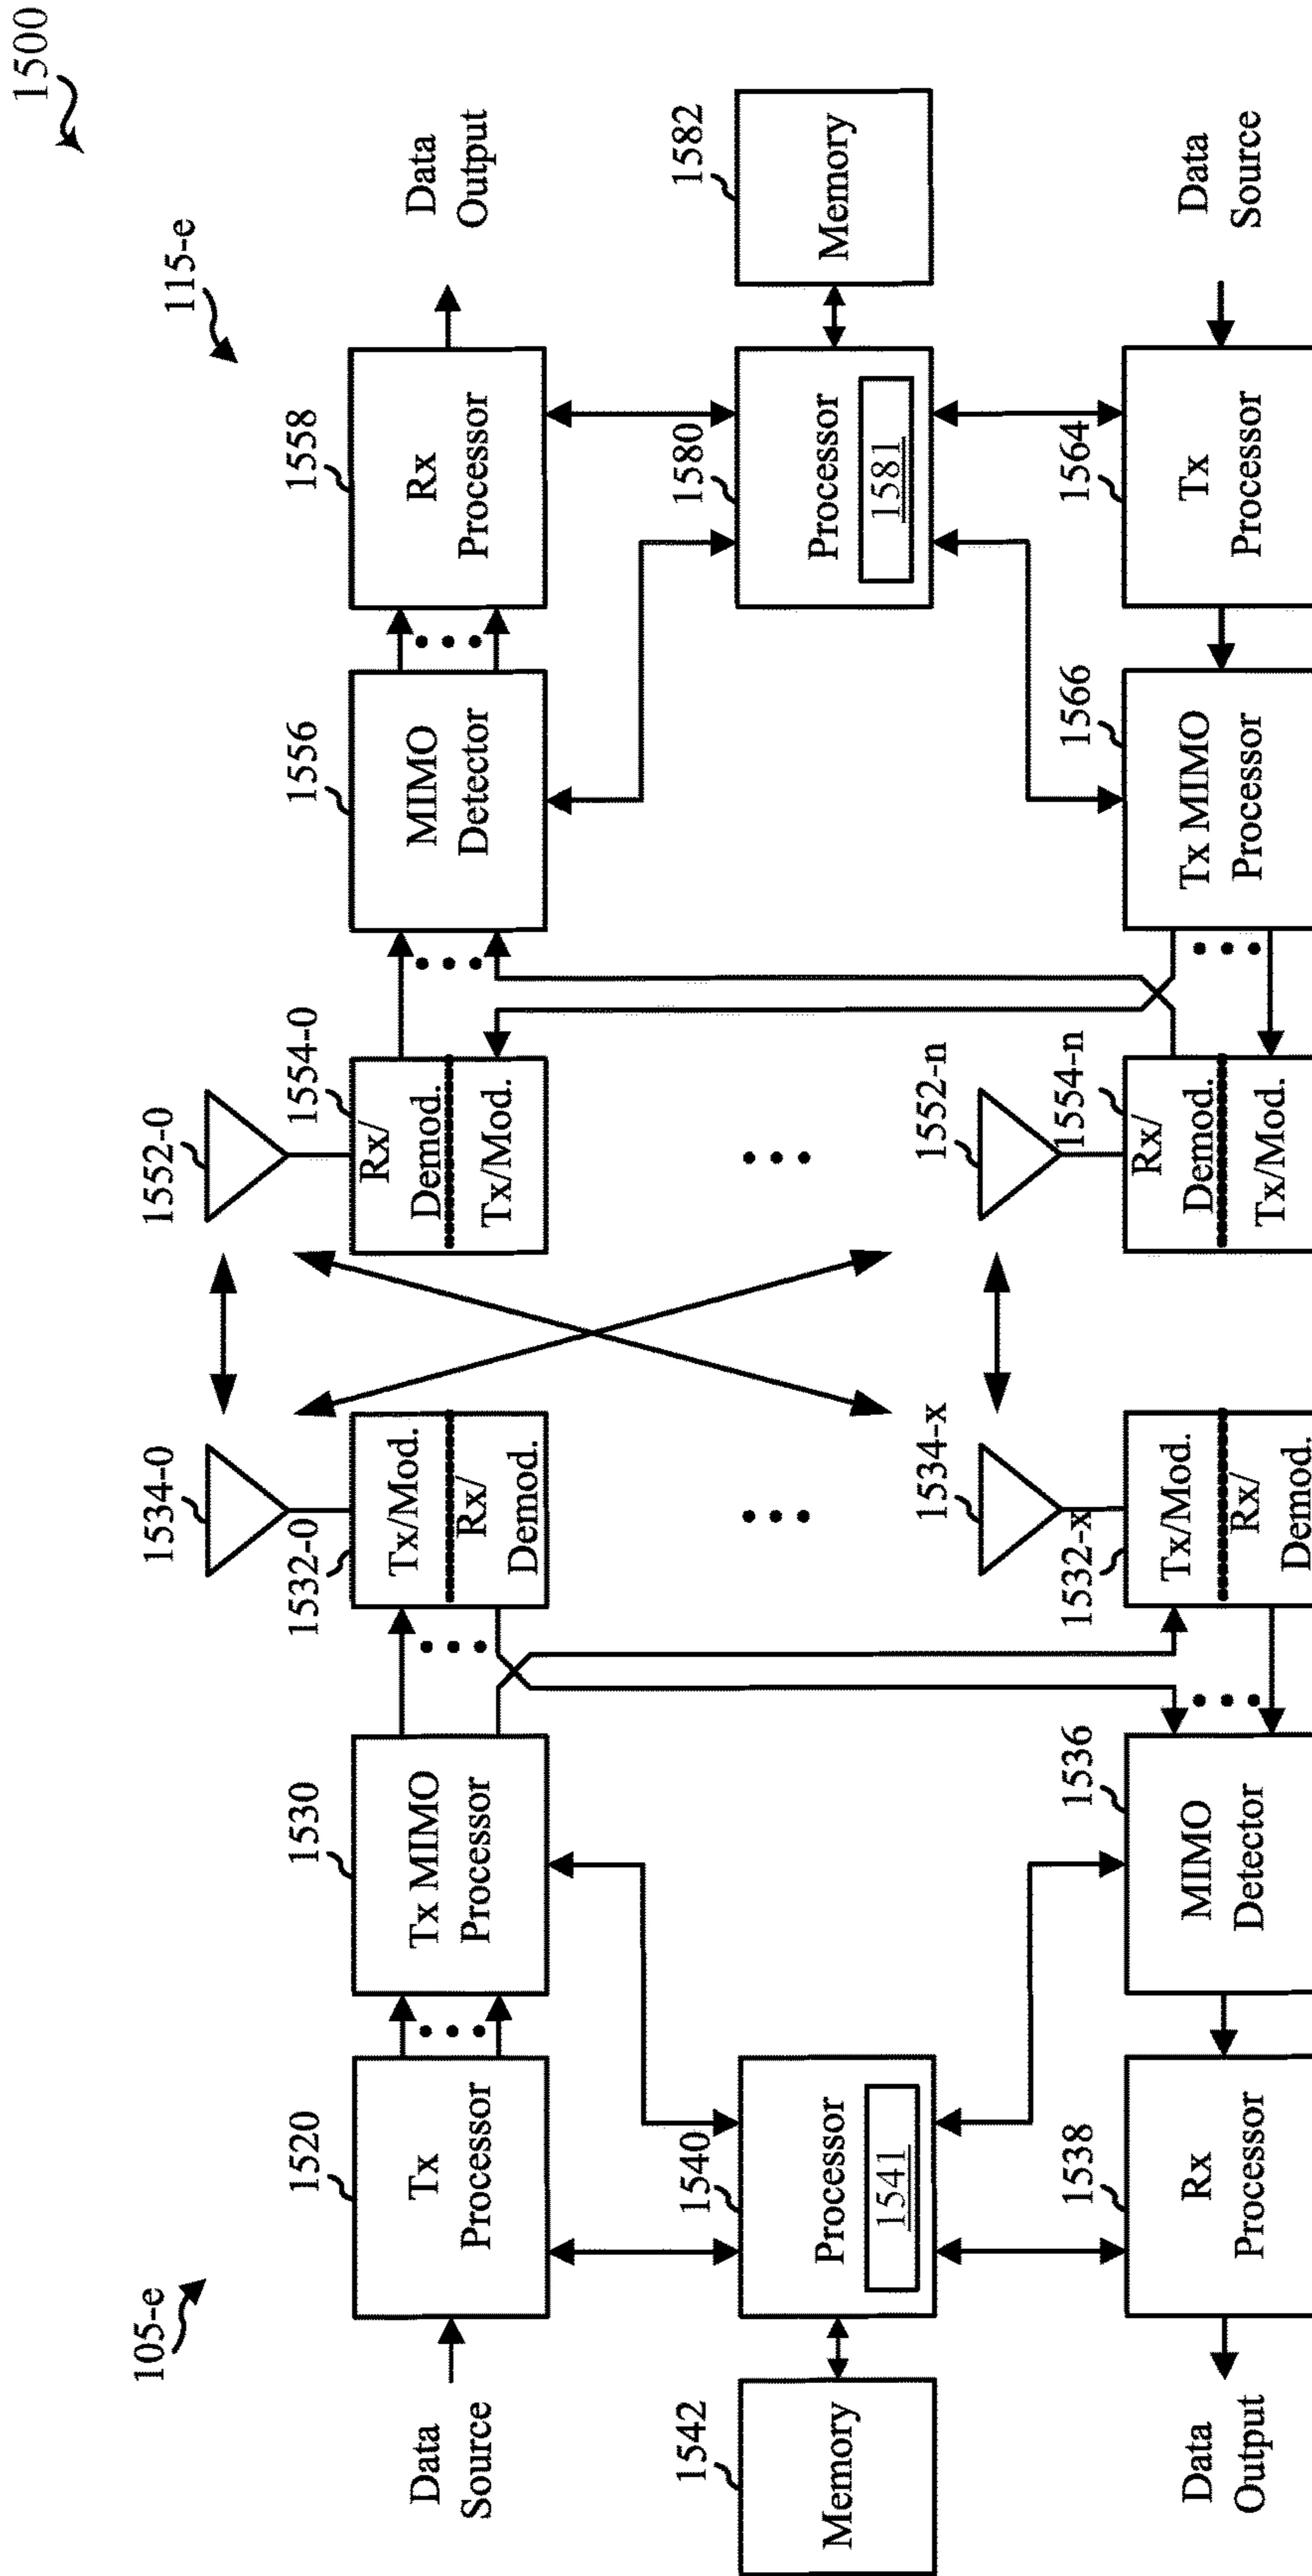 1500
105-e
115-e
1534-0
1552-0
1520
1530
1532-0
1554-0
1556
1558
Data
Source
Tx
Processor
Tx MIMO
Processor
Tx/Mod.
Rx/
Demod.
Rx/
Demod.
Tx/Mod.
MIMO
Detector
Rx
Processor
Data
Output
1542
Memory
1540
Processor
1541
1580
Processor
1581
1582
Memory
1534-x
1552-n
1538
1536
1532-x
1554-n
1566
1564
Data
Output
Rx
Processor
MIMO
Detector
Tx/Mod.
Rx/
Demod.
Rx/
Demod.
Tx/Mod.
Tx MIMO
Processor
Tx
Processor
Data
Source